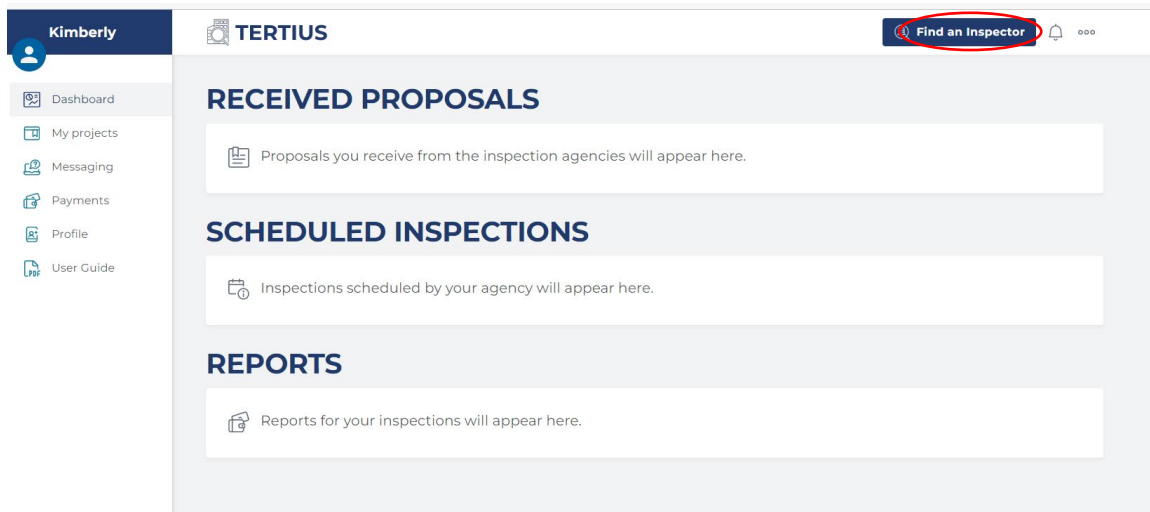 Kimberly
TERTIUS
Find an Inspector
Dashboard
My projects
Messaging
Payments
Profile
PDF
User Guide
RECEIVED PROPOSALS
Proposals you receive from the inspection agencies will appear here.
SCHEDULED INSPECTIONS
Inspections scheduled by your agency will appear here.
REPORTS
Reports for your inspections will appear here.